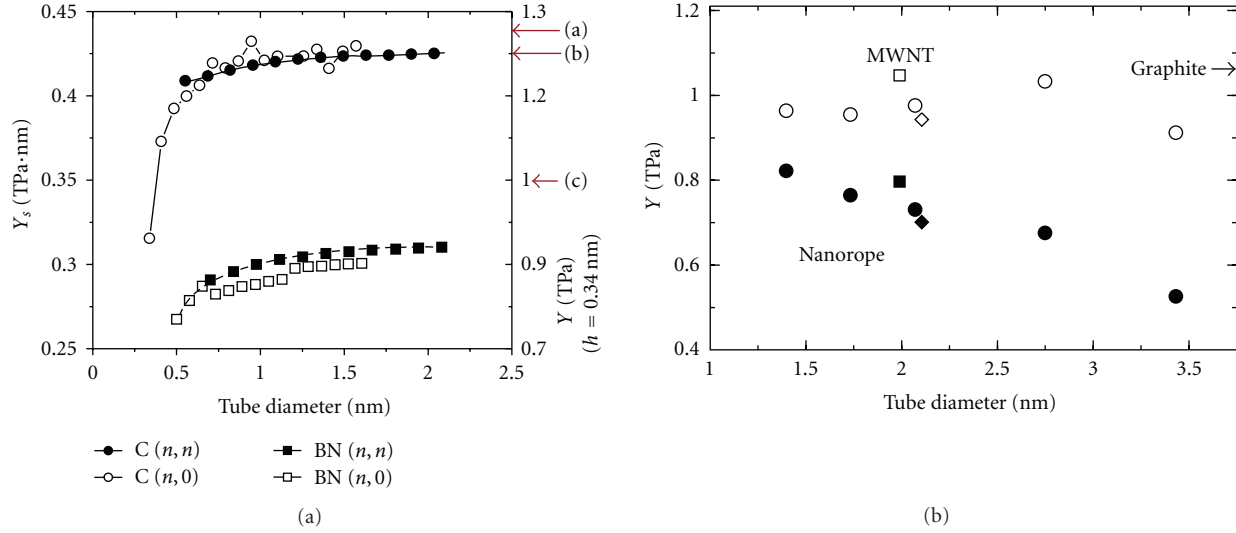 0.45
0.4
0.35
0.3
0.25
Yₛ (TPa·nm)
0 0.5 1 1.5 2 2.5
Tube diameter (nm)
1.3
1.2
1
0.9
0.7
Y (TPa)
(h = 0.34 nm)
(a)
(b)
(c)
C (n, n)
C (n, 0)
BN (n, n)
BN (n, 0)
(a)
1.2
1
0.8
0.6
0.4
Y (TPa)
MWNT
Graphite
Nanorope
1 1.5 2 2.5 3 3.5
Tube diameter (nm)
(b)